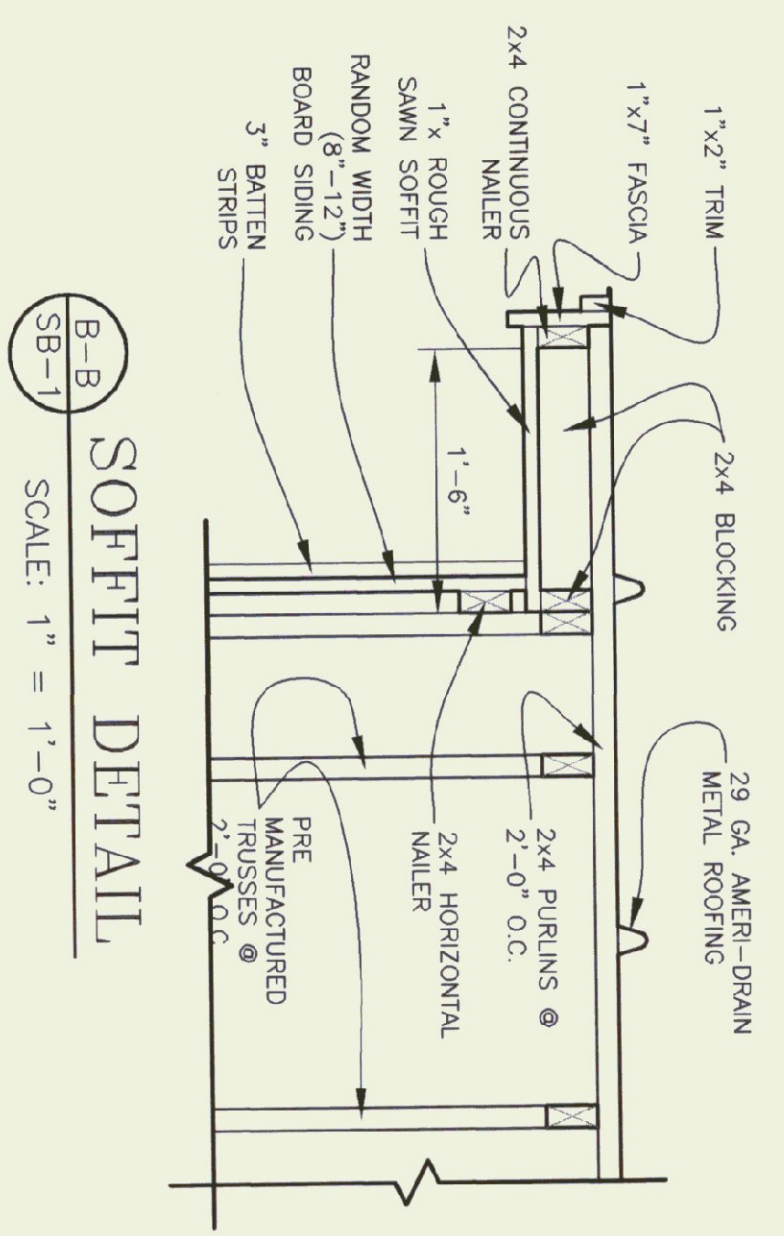 1"x2" TRIM
1"x7" FASCIA
2x4 CONTINUOUS
NAILER
1"x ROUGH
SAWN SOFFIT
RANDOM WIDTH
(8"-12")
BOARD SIDING
3" BATTEN
STRIPS
2x4 BLOCKING
1'-6"
29 GA. AMERI-DRAIN
METAL ROOFING
2x4 PURLINS @
2'-0" O.C.
2x4 HORIZONTAL
NAILER
PRE
MANUFACTURED
TRUSSES @
2'-0" O.C.
B-B
SB-1
SOFFIT DETAIL
SCALE: 1" = 1'-0"